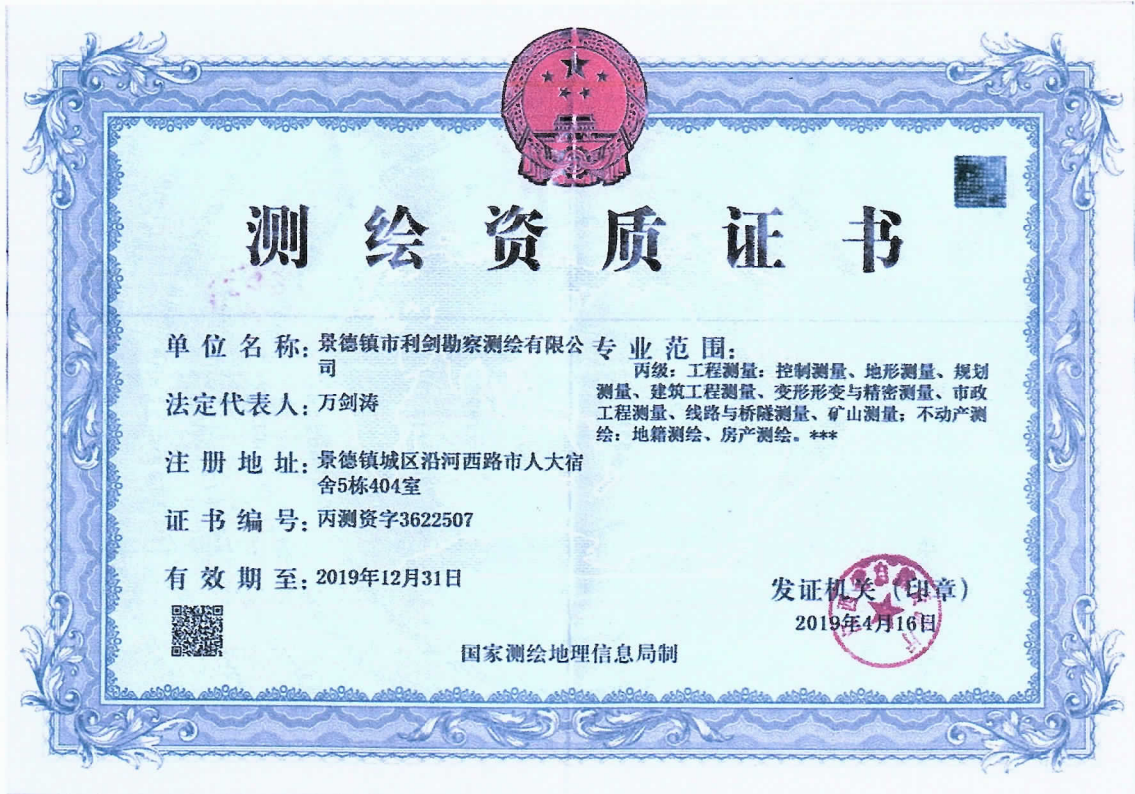 测绘资质证书
单位名称：景德镇市利剑勘察测绘有限公
司
法定代表人：万剑涛
注册地址：景德镇城区沿河西路市人大宿
舍5栋404室
证书编号：丙测资字3622507
有效期至：2019年12月31日
专业范围：
丙级：工程测量：控制测量、地形测量、规划
测量、建筑工程测量、变形形变与精密测量、市政
工程测量、线路与桥隧测量、矿山测量；不动产测
绘：地籍测绘、房产测绘。***
发证机关（印章）
2019年4月16日
国家测绘地理信息局制